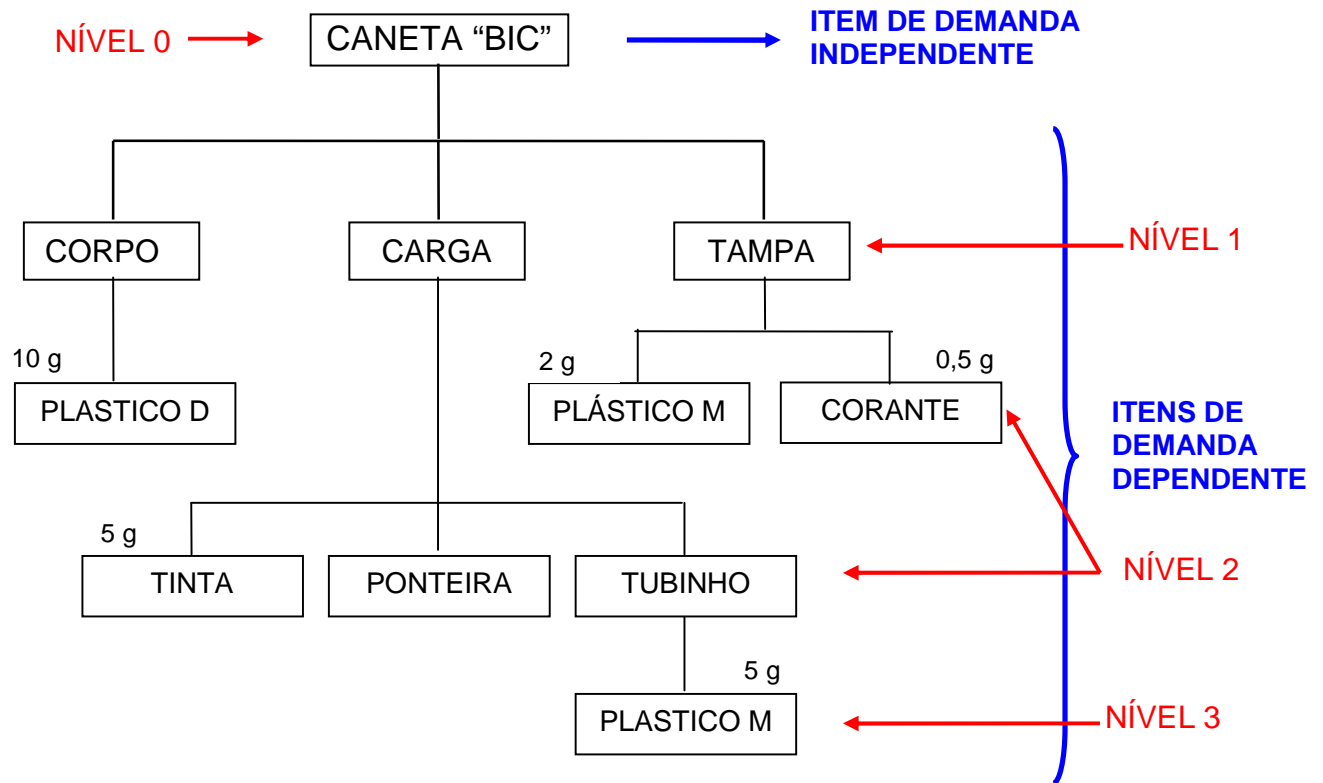 NÍVEL 0
CANETA “BIC”
ITEM DE DEMANDA
INDEPENDENTE
CORPO
CARGA
TAMPA
NÍVEL 1
10 g
2 g
0,5 g
PLASTICO D
PLÁSTICO M
CORANTE
ITENS DE
DEMANDA
DEPENDENTE
5 g
TINTA
PONTEIRA
TUBINHO
NÍVEL 2
5 g
PLASTICO M
NÍVEL 3